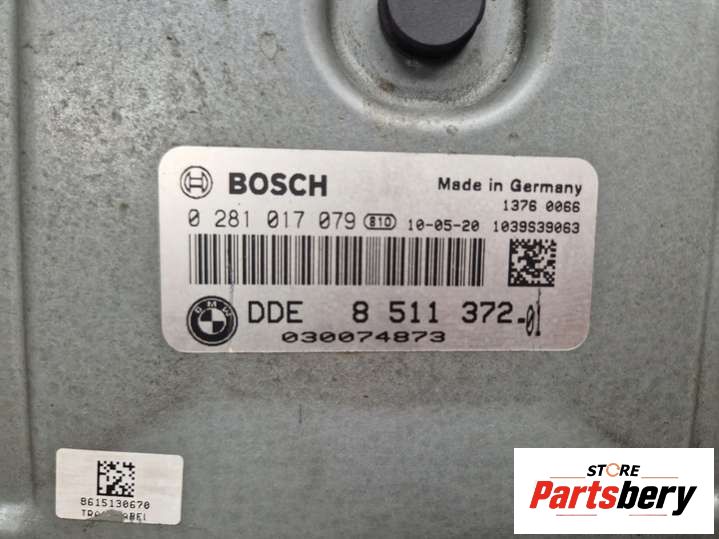 BOSCH
Made in Germany
1376 0066
0 281 017 079 810 10-05-20 1039S39063
BMW
DDE 8 511 372-01
030074873
8615130670
STORE
Partsbery